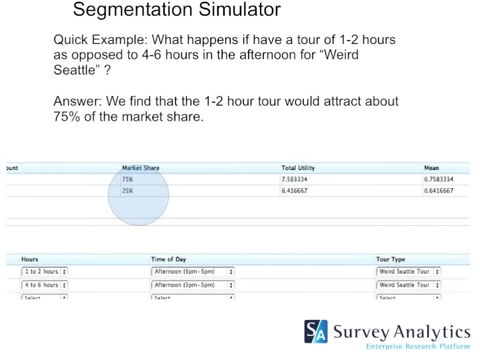 Segmentation Simulator
Quick Example: What happens if have a tour of 1-2 hours
as opposed to 4-6 hours in the afternoon for “Weird
Seattle” ?
Answer: We find that the 1-2 hour tour would attract about
75% of the market share.
ount Market Share Total Utility Mean
75% 7.583334 0.7583334
25% 6.416667 0.6416667
Hours Time of Day Tour Type
1 to 2 hours Afternoon (3pm-5pm) Weird Seattle Tour
4 to 6 hours Afternoon (3pm-5pm) Weird Seattle Tour
Select Select Select
SA Survey Analytics
Enterprise Research Platform